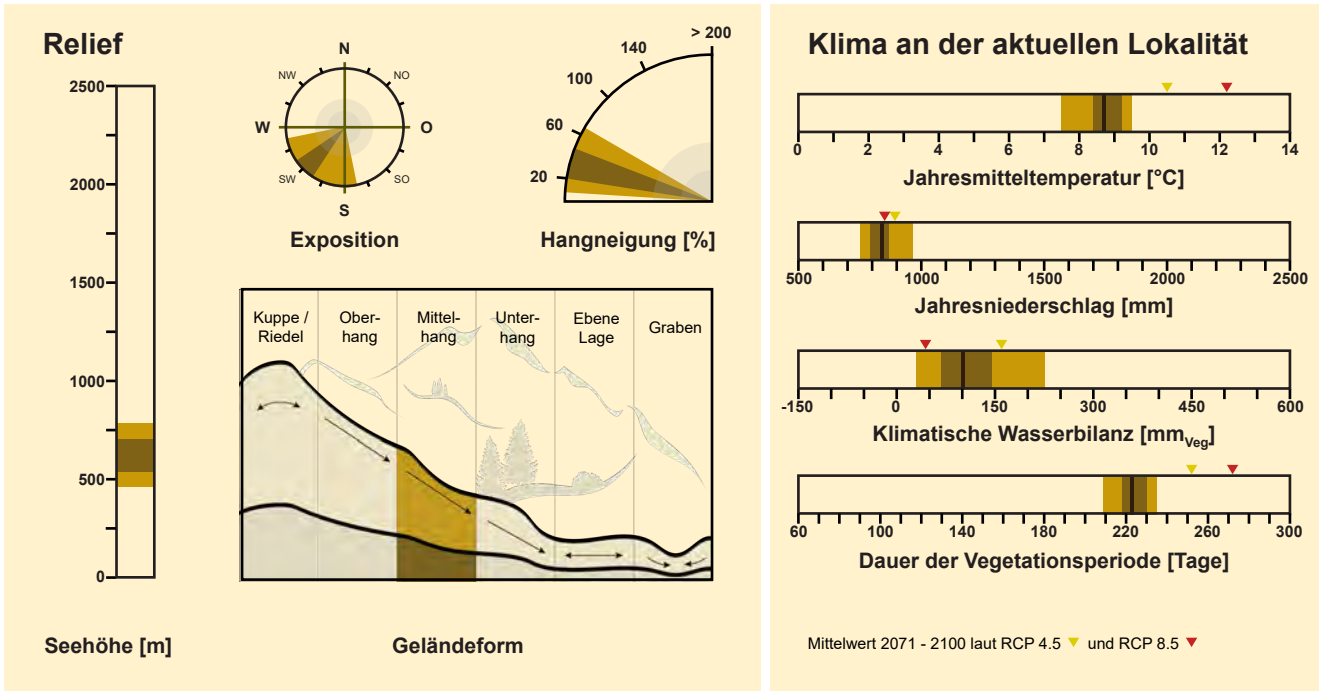 Relief
2500
2000
1500
1000
500
0
Seehöhe [m]
N
NW
NO
W
O
SW
SO
S
Exposition
> 200
140
100
60
20
Hangneigung [%]
Kuppe /
Riedel
Ober-
hang
Mittel-
hang
Unter-
hang
Ebene
Lage
Graben
Geländeform
Klima an der aktuellen Lokalität
0 2 4 6 8 10 12 14
Jahresmitteltemperatur [°C]
500 1000 1500 2000 2500
Jahresniederschlag [mm]
-150 0 150 300 450 600
Klimatische Wasserbilanz [mmVeg]
60 100 140 180 220 260 300
Dauer der Vegetationsperiode [Tage]
Mittelwert 2071 - 2100 laut RCP 4.5 und RCP 8.5